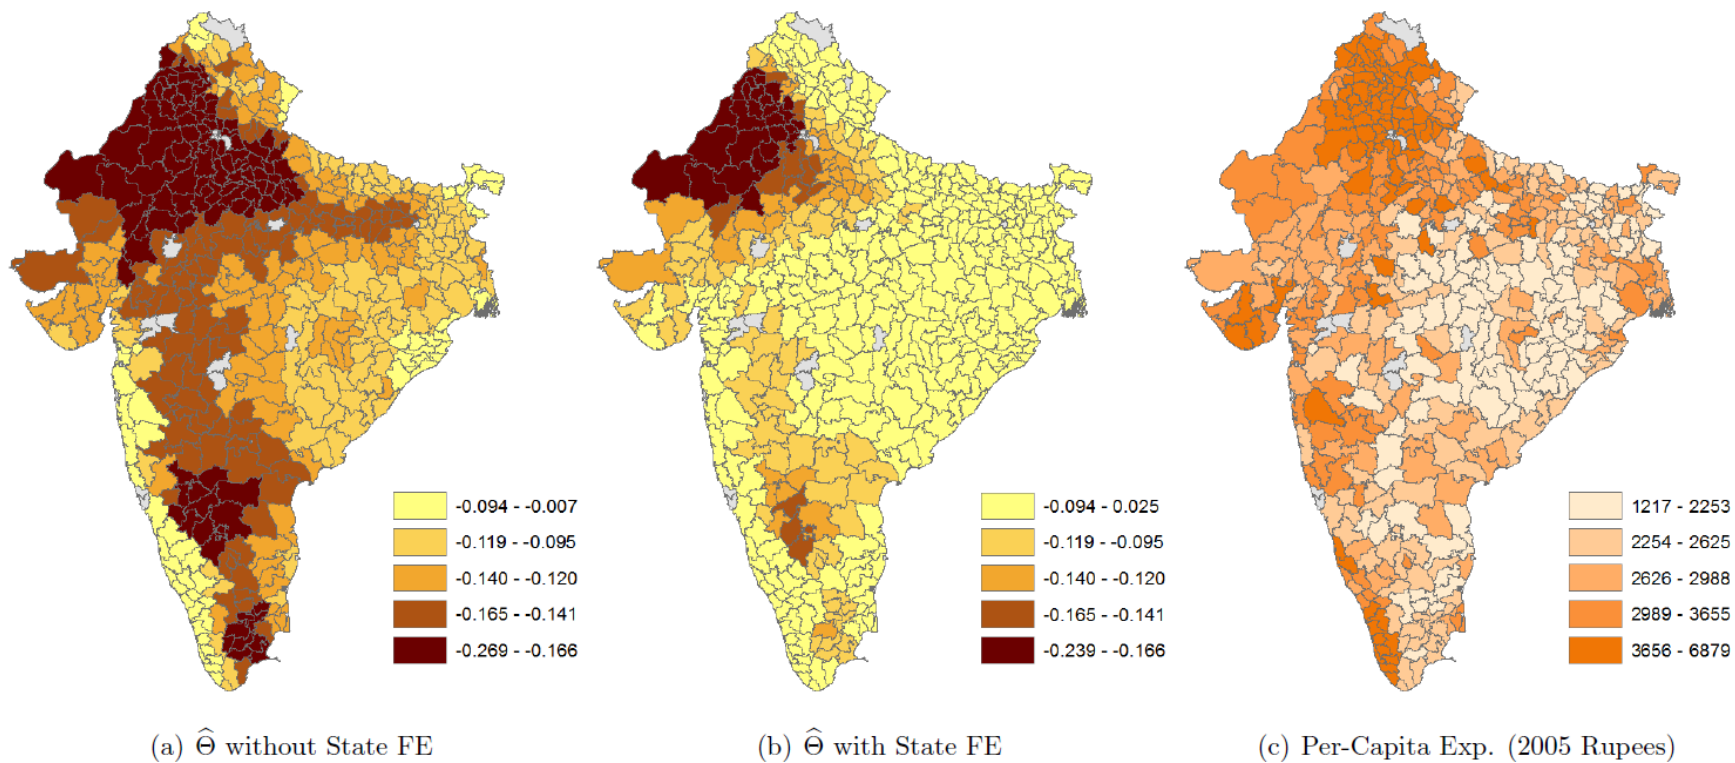 -0.094 - -0.007
-0.119 - -0.095
-0.140 - -0.120
-0.165 - -0.141
-0.269 - -0.166
-0.094 - 0.025
-0.119 - -0.095
-0.140 - -0.120
-0.165 - -0.141
-0.239 - -0.166
1217 - 2253
2254 - 2625
2626 - 2988
2989 - 3655
3656 - 6879
(a) Θ̂ without State FE
(b) Θ̂ with State FE
(c) Per-Capita Exp. (2005 Rupees)